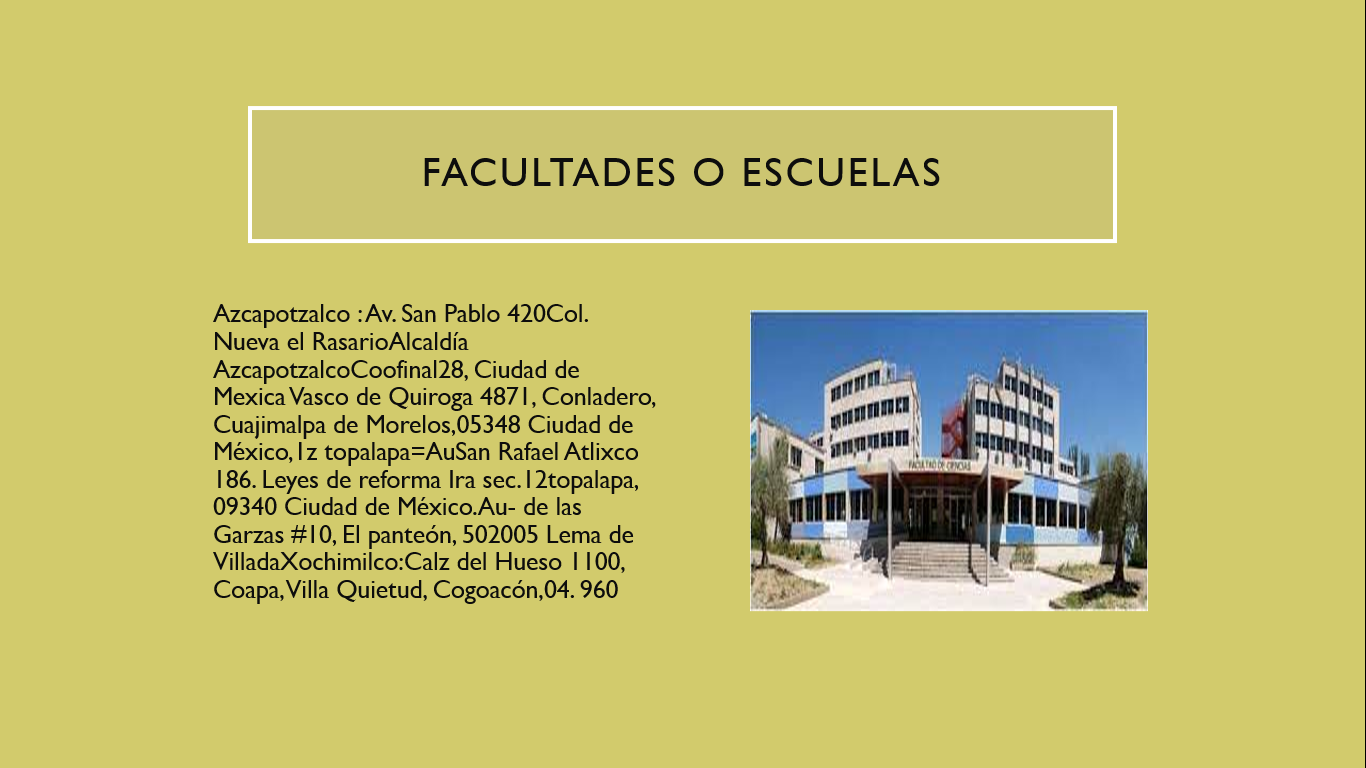 FACULTADES O ESCUELAS
Azcapotzalco : Av. San Pablo 420Col.
Nueva el RasarioAlcaldía
AzcapotzalcoCoofinal28, Ciudad de
Mexica Vasco de Quiroga 4871, Conladero,
Cuajimalpa de Morelos,05348 Ciudad de
México,1z topalapa=AuSan Rafael Atlixco
186. Leyes de reforma Ira sec.12topalapa,
09340 Ciudad de México.Au- de las
Garzas #10, El panteón, 502005 Lema de
VilladaXochimilco:Calz del Hueso 1100,
Coapa, Villa Quietud, Cogoacón,04. 960
FACULTAD DE CIENCIAS